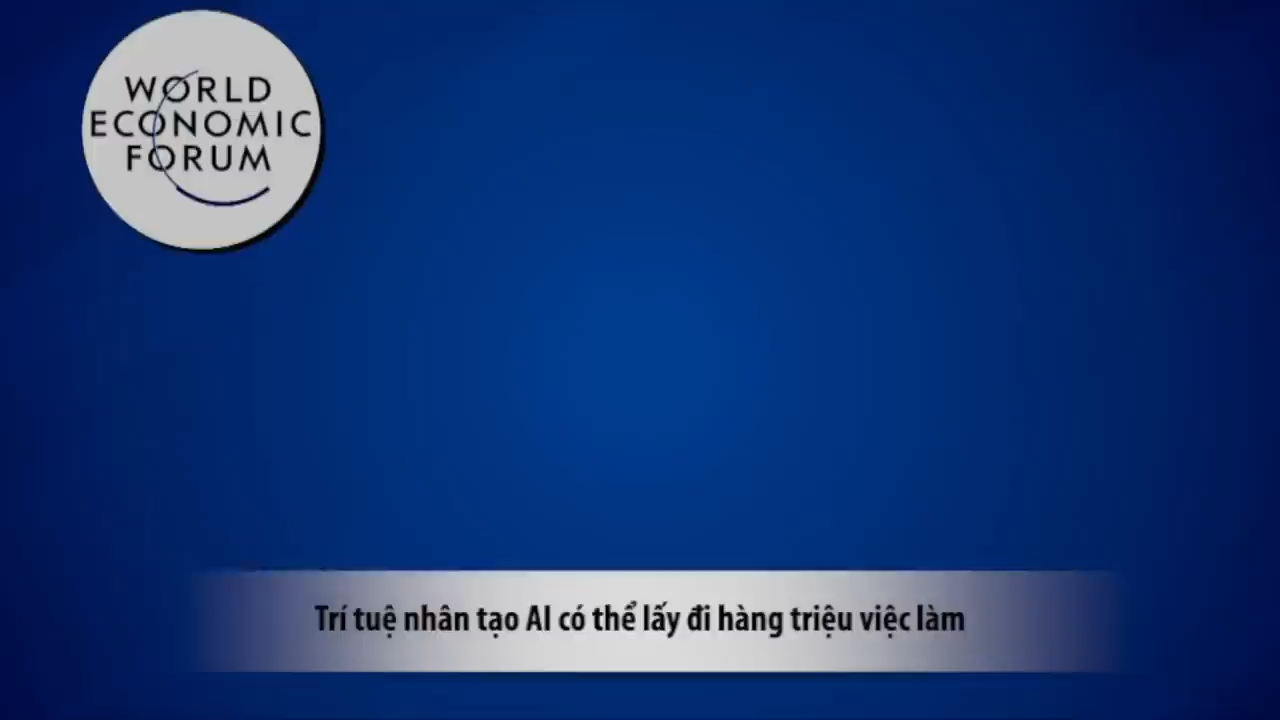 WORLD
ECONOMIC
FORUM
Trí tuệ nhân tạo AI có thể lấy đi hàng triệu việc làm